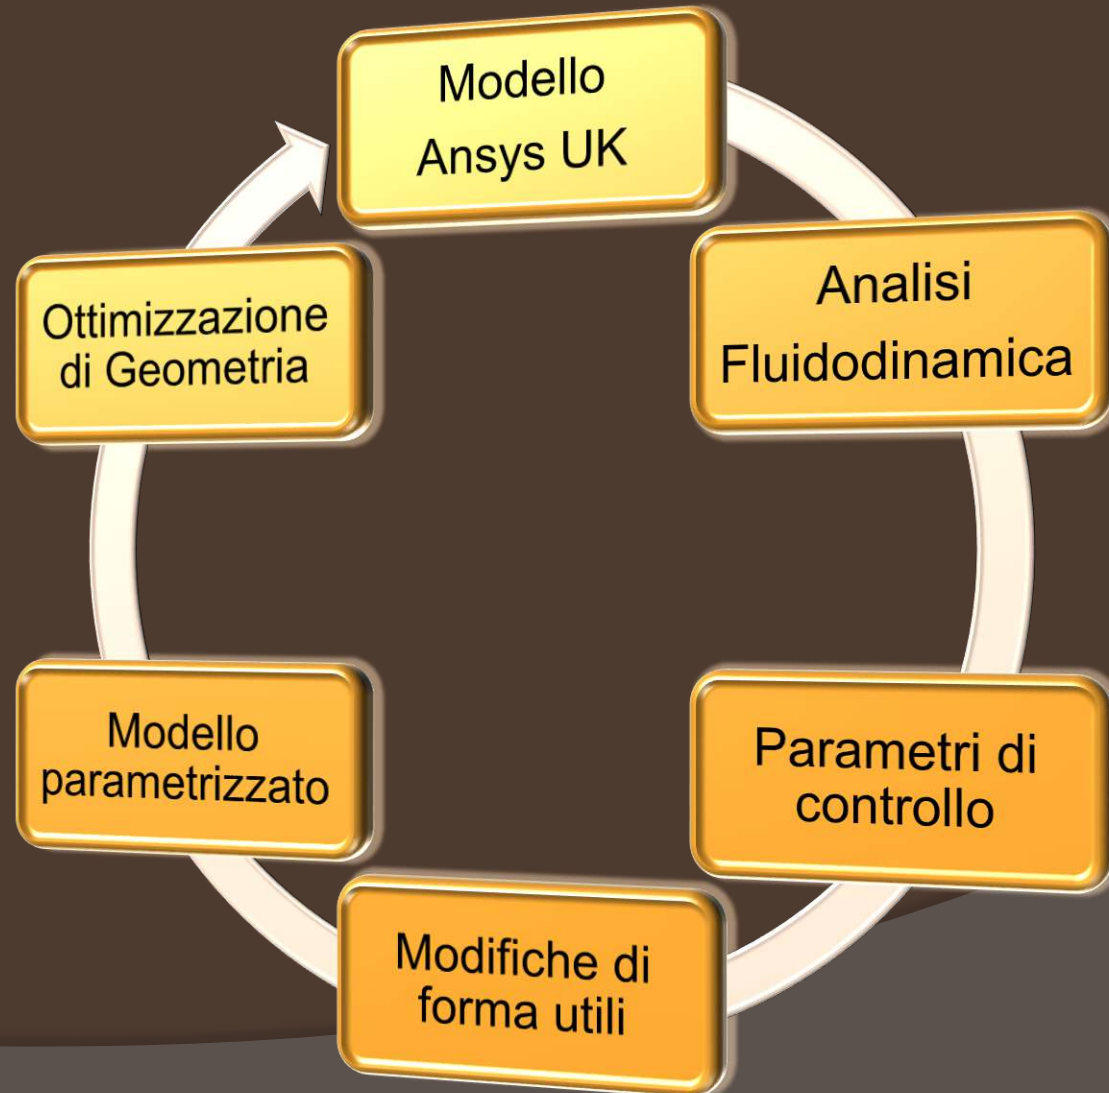 Modello
Ansys UK
Analisi
Fluidodinamica
Parametri di
controllo
Modifiche di
forma utili
Modello
parametrizzato
Ottimizzazione
di Geometria